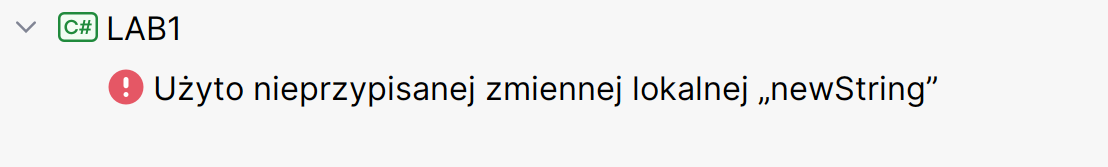 C# LAB1
Użyto nieprzypisanej zmiennej lokalnej „newString”